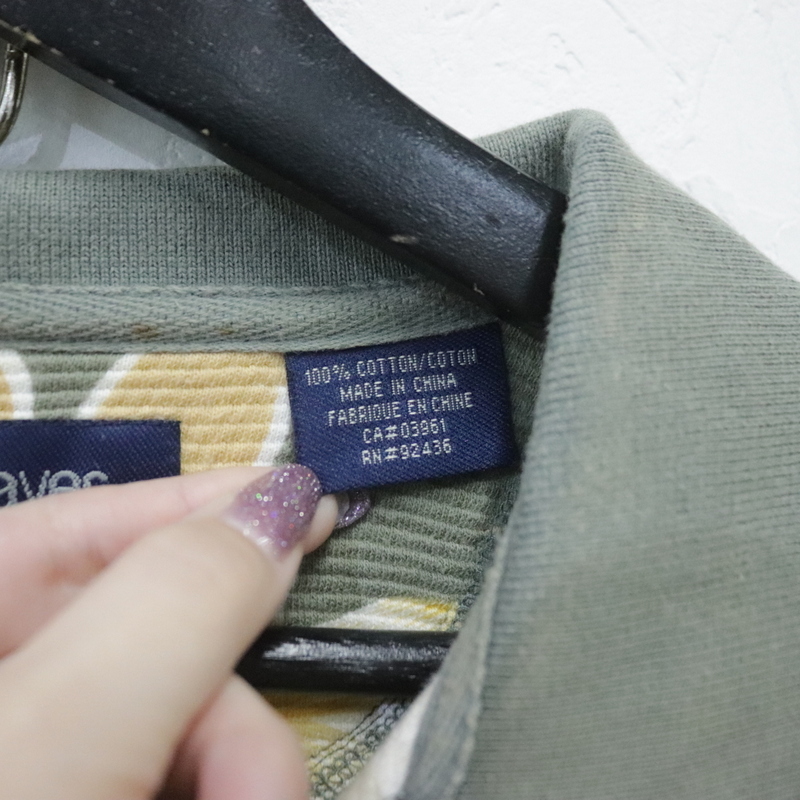 100% COTTON/COTON
MADE IN CHINA
FABRIQUE EN CHINE
CA#03961
RN#92436